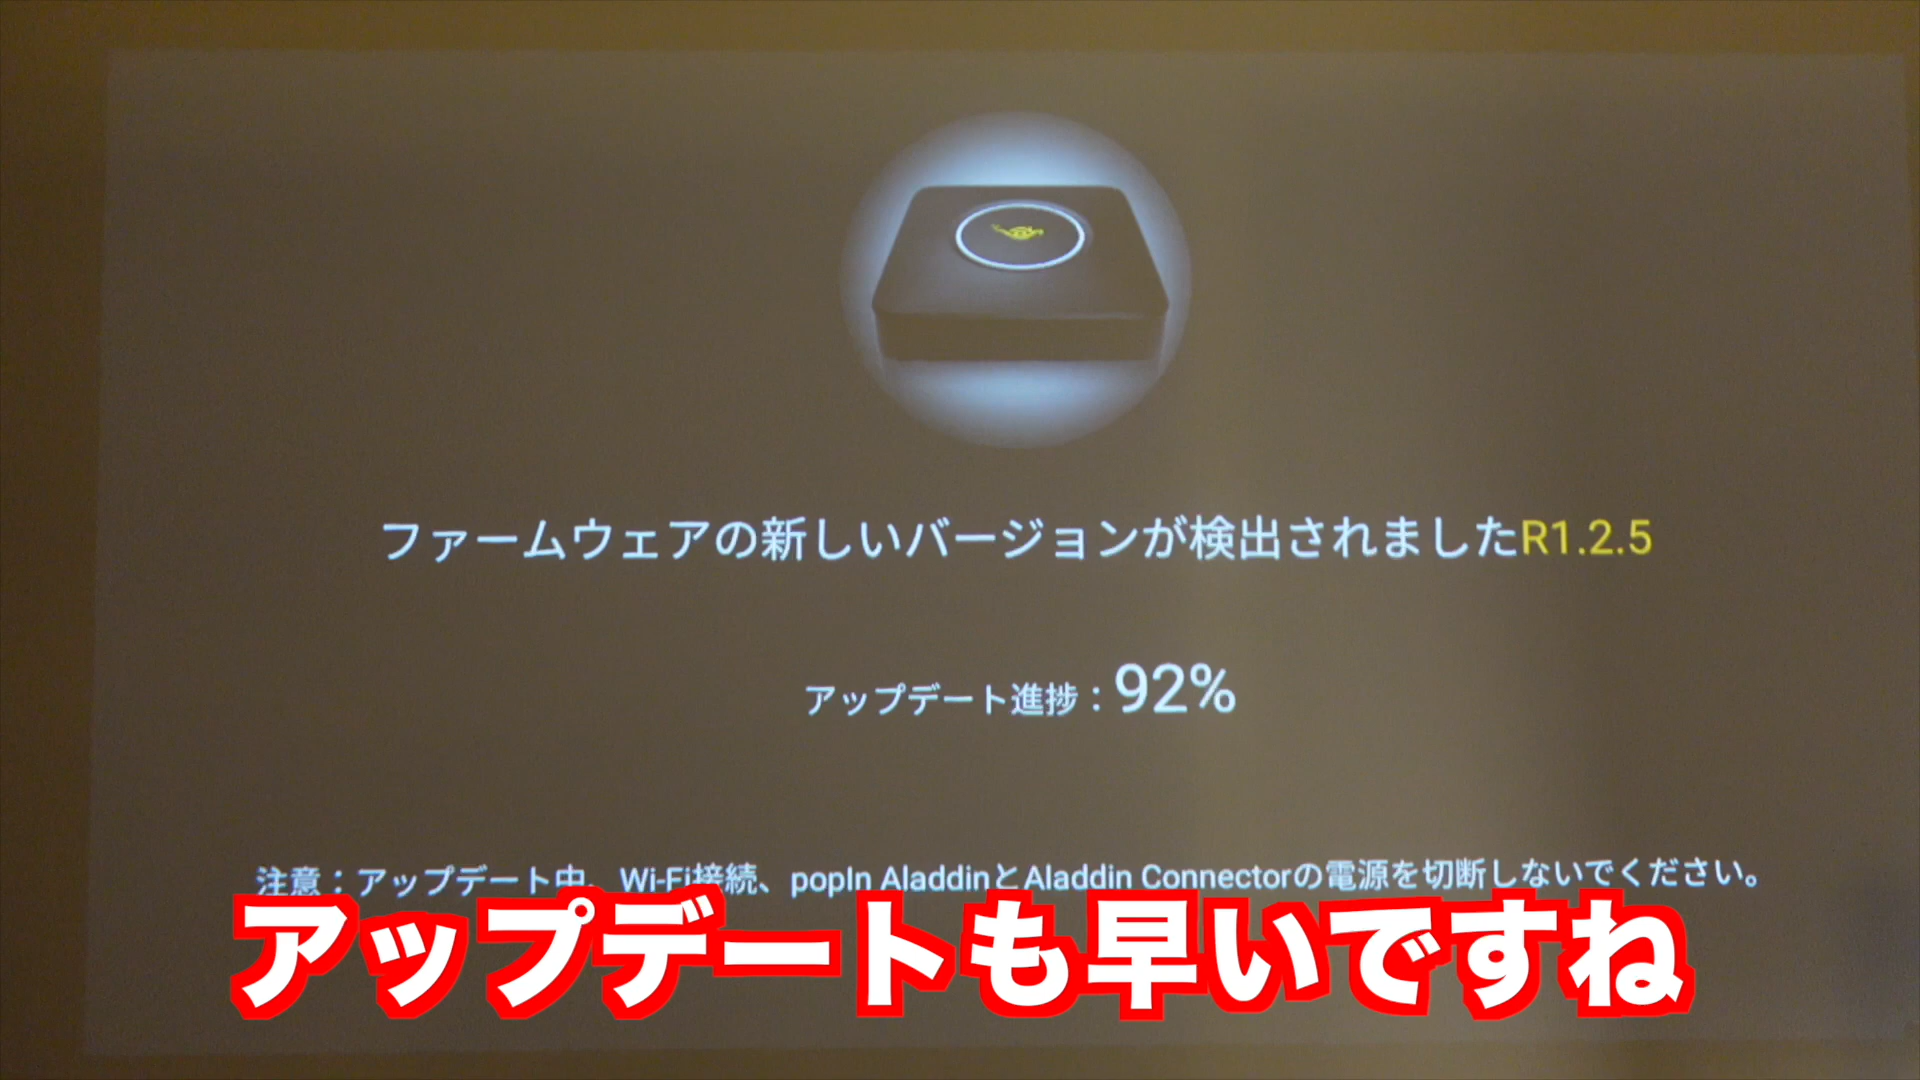 ファームウェアの新しいバージョンが検出されましたR1.2.5
アップデート進捗：92%
注意：アップデート中、Wi-Fi接続、popIn AladdinとAladdin Connectorの電源を切断しないでください。
アップデートも早いですね